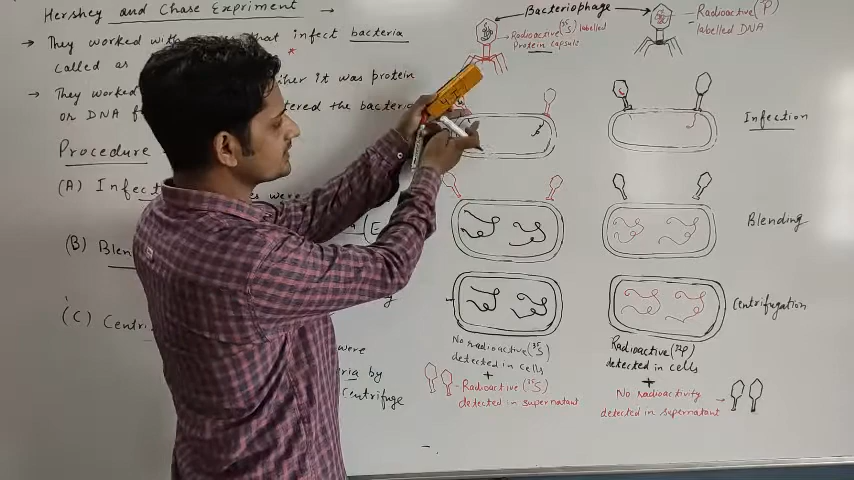 Hershey and Chase Expriment →
→ They worked with that infect bacteria
called as
→ They worked ther it was protein
or DNA tered the bacteria
Procedure
(A) Infect s were
(B) Blen
(C) Centri
were
ria by
Centrifuge
Bacteriophage
Radioactive (35S) labelled
Protein capsule
Radioactive (P)
labelled DNA
Infection
Blending
Centrifugation
No radioactive (35S)
detected in cells
+
Radioactive (35S)
detected in supernatant
Radioactive (32P)
detected in cells
+
No radioactivity
detected in supernatant